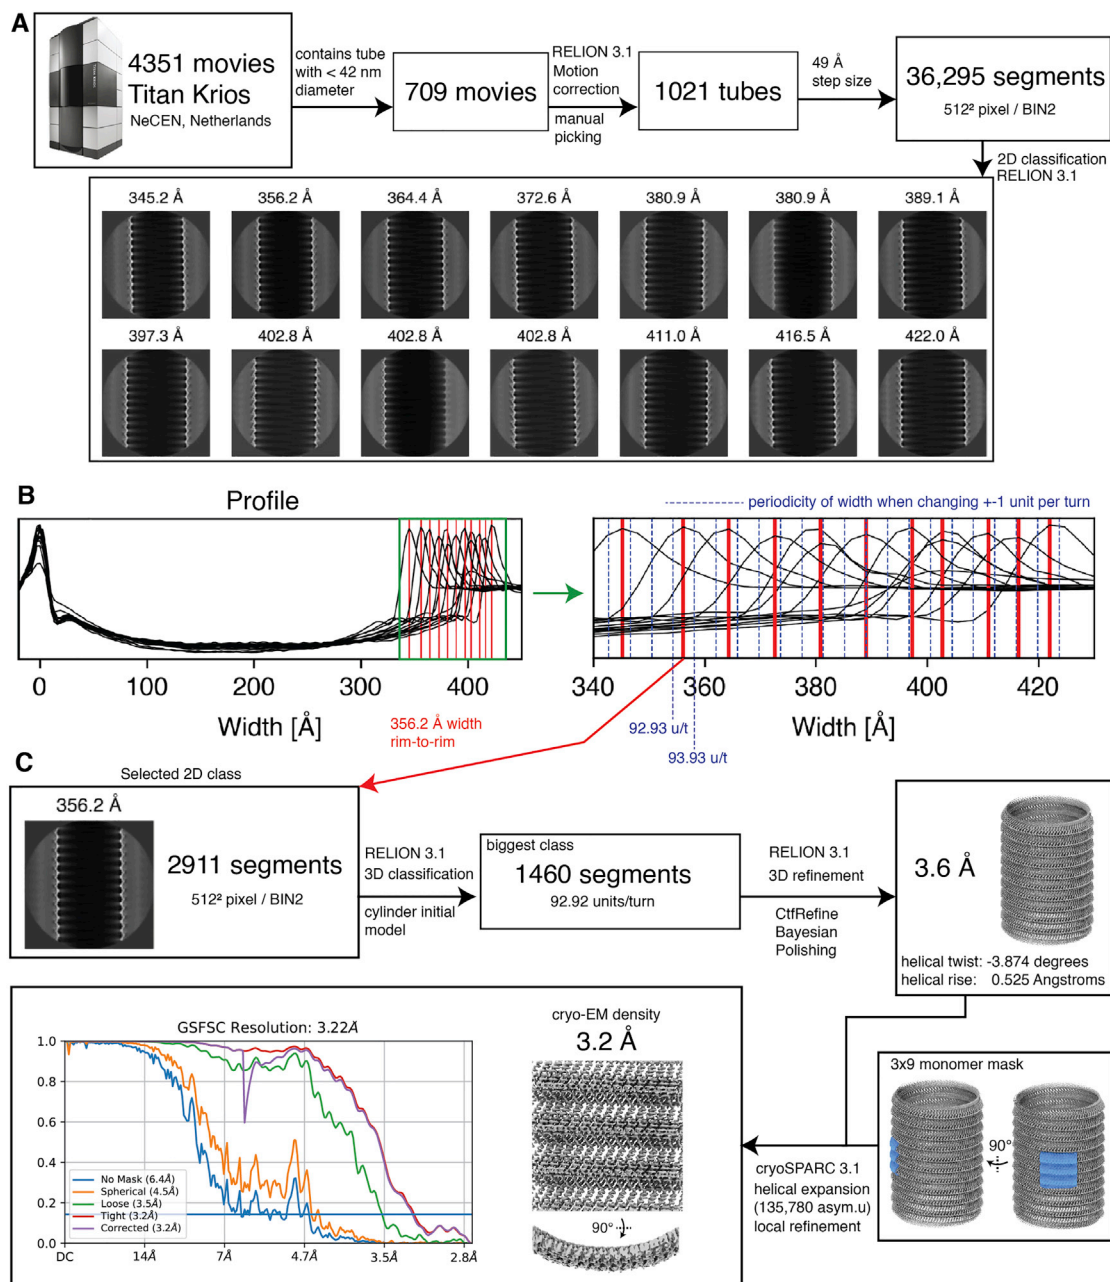 A
4351 movies
Titan Krios
NeCEN, Netherlands
contains tube
with < 42 nm
diameter
709 movies
RELION 3.1
Motion
correction
manual
picking
1021 tubes
49 Å
step size
36,295 segments
512² pixel / BIN2
2D classification
RELION 3.1
345.2 Å 356.2 Å 364.4 Å 372.6 Å 380.9 Å 380.9 Å 389.1 Å
397.3 Å 402.8 Å 402.8 Å 402.8 Å 411.0 Å 416.5 Å 422.0 Å
B
Profile
periodicity of width when changing +-1 unit per turn
0 100 200 300 400
Width [Å]
340 360 380 400 420
Width [Å]
356.2 Å width
rim-to-rim
92.93 u/t
93.93 u/t
C
Selected 2D class
356.2 Å
2911 segments
512² pixel / BIN2
RELION 3.1
3D classification
cylinder initial
model
biggest class
1460 segments
92.92 units/turn
RELION 3.1
3D refinement
CtfRefine
Bayesian
Polishing
3.6 Å
helical twist: -3.874 degrees
helical rise: 0.525 Angstroms
3x9 monomer mask
90°
cryoSPARC 3.1
helical expansion
(135,780 asym.u)
local refinement
cryo-EM density
3.2 Å
90°
GSFSC Resolution: 3.22Å
1.0
0.8
0.6
0.4
0.2
0.0
No Mask (6.4Å)
Spherical (4.5Å)
Loose (3.5Å)
Tight (3.2Å)
Corrected (3.2Å)
DC 14Å 7Å 4.7Å 3.5Å 2.8Å